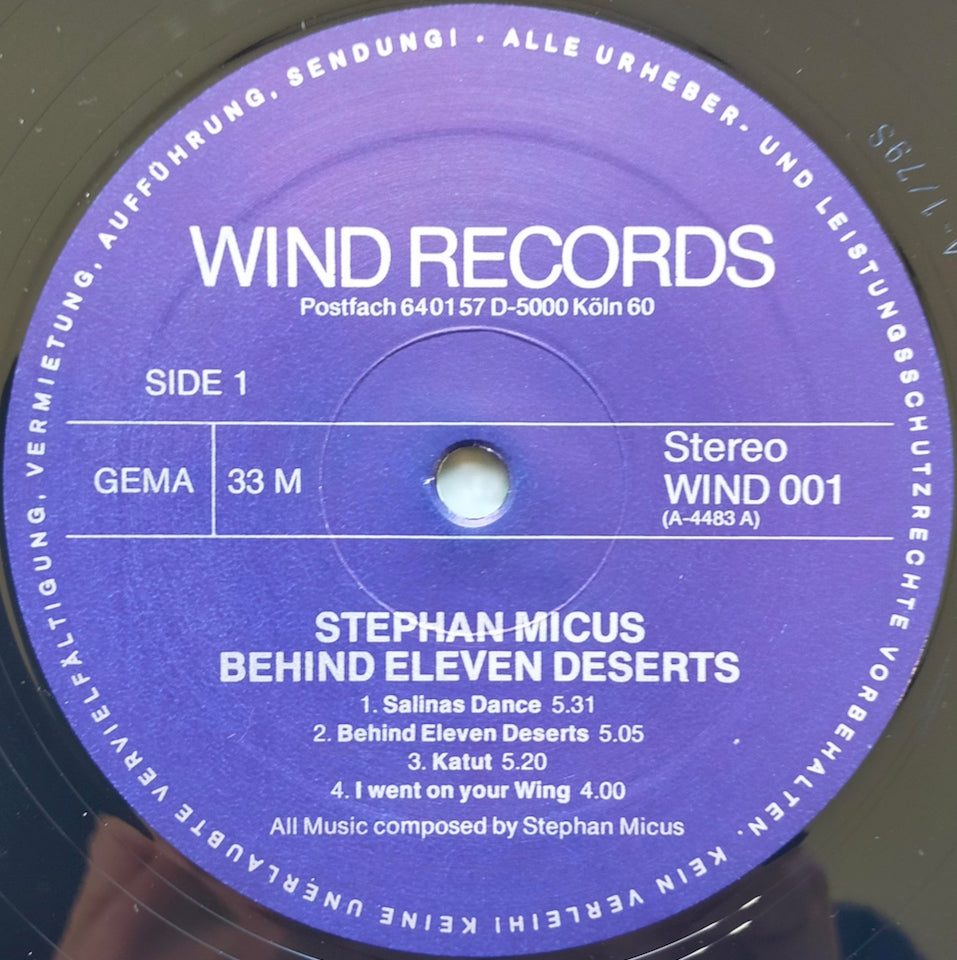 ALLE URHEBER- UND LEISTUNGSSCHUTZRECHTE VORBEHALTEN. KEIN VERLEIH! KEINE UNERLAUBTE VERVIELFÄLTIGUNG, VERMIETUNG, AUFFÜHRUNG, SENDUNG! ·
WIND RECORDS
Postfach 640157 D-5000 Köln 60
SIDE 1
GEMA 33 M
Stereo
WIND 001
(A-4483 A)
STEPHAN MICUS
BEHIND ELEVEN DESERTS
1. Salinas Dance 5.31
2. Behind Eleven Deserts 5.05
3. Katut 5.20
4. I went on your Wing 4.00
All Music composed by Stephan Micus